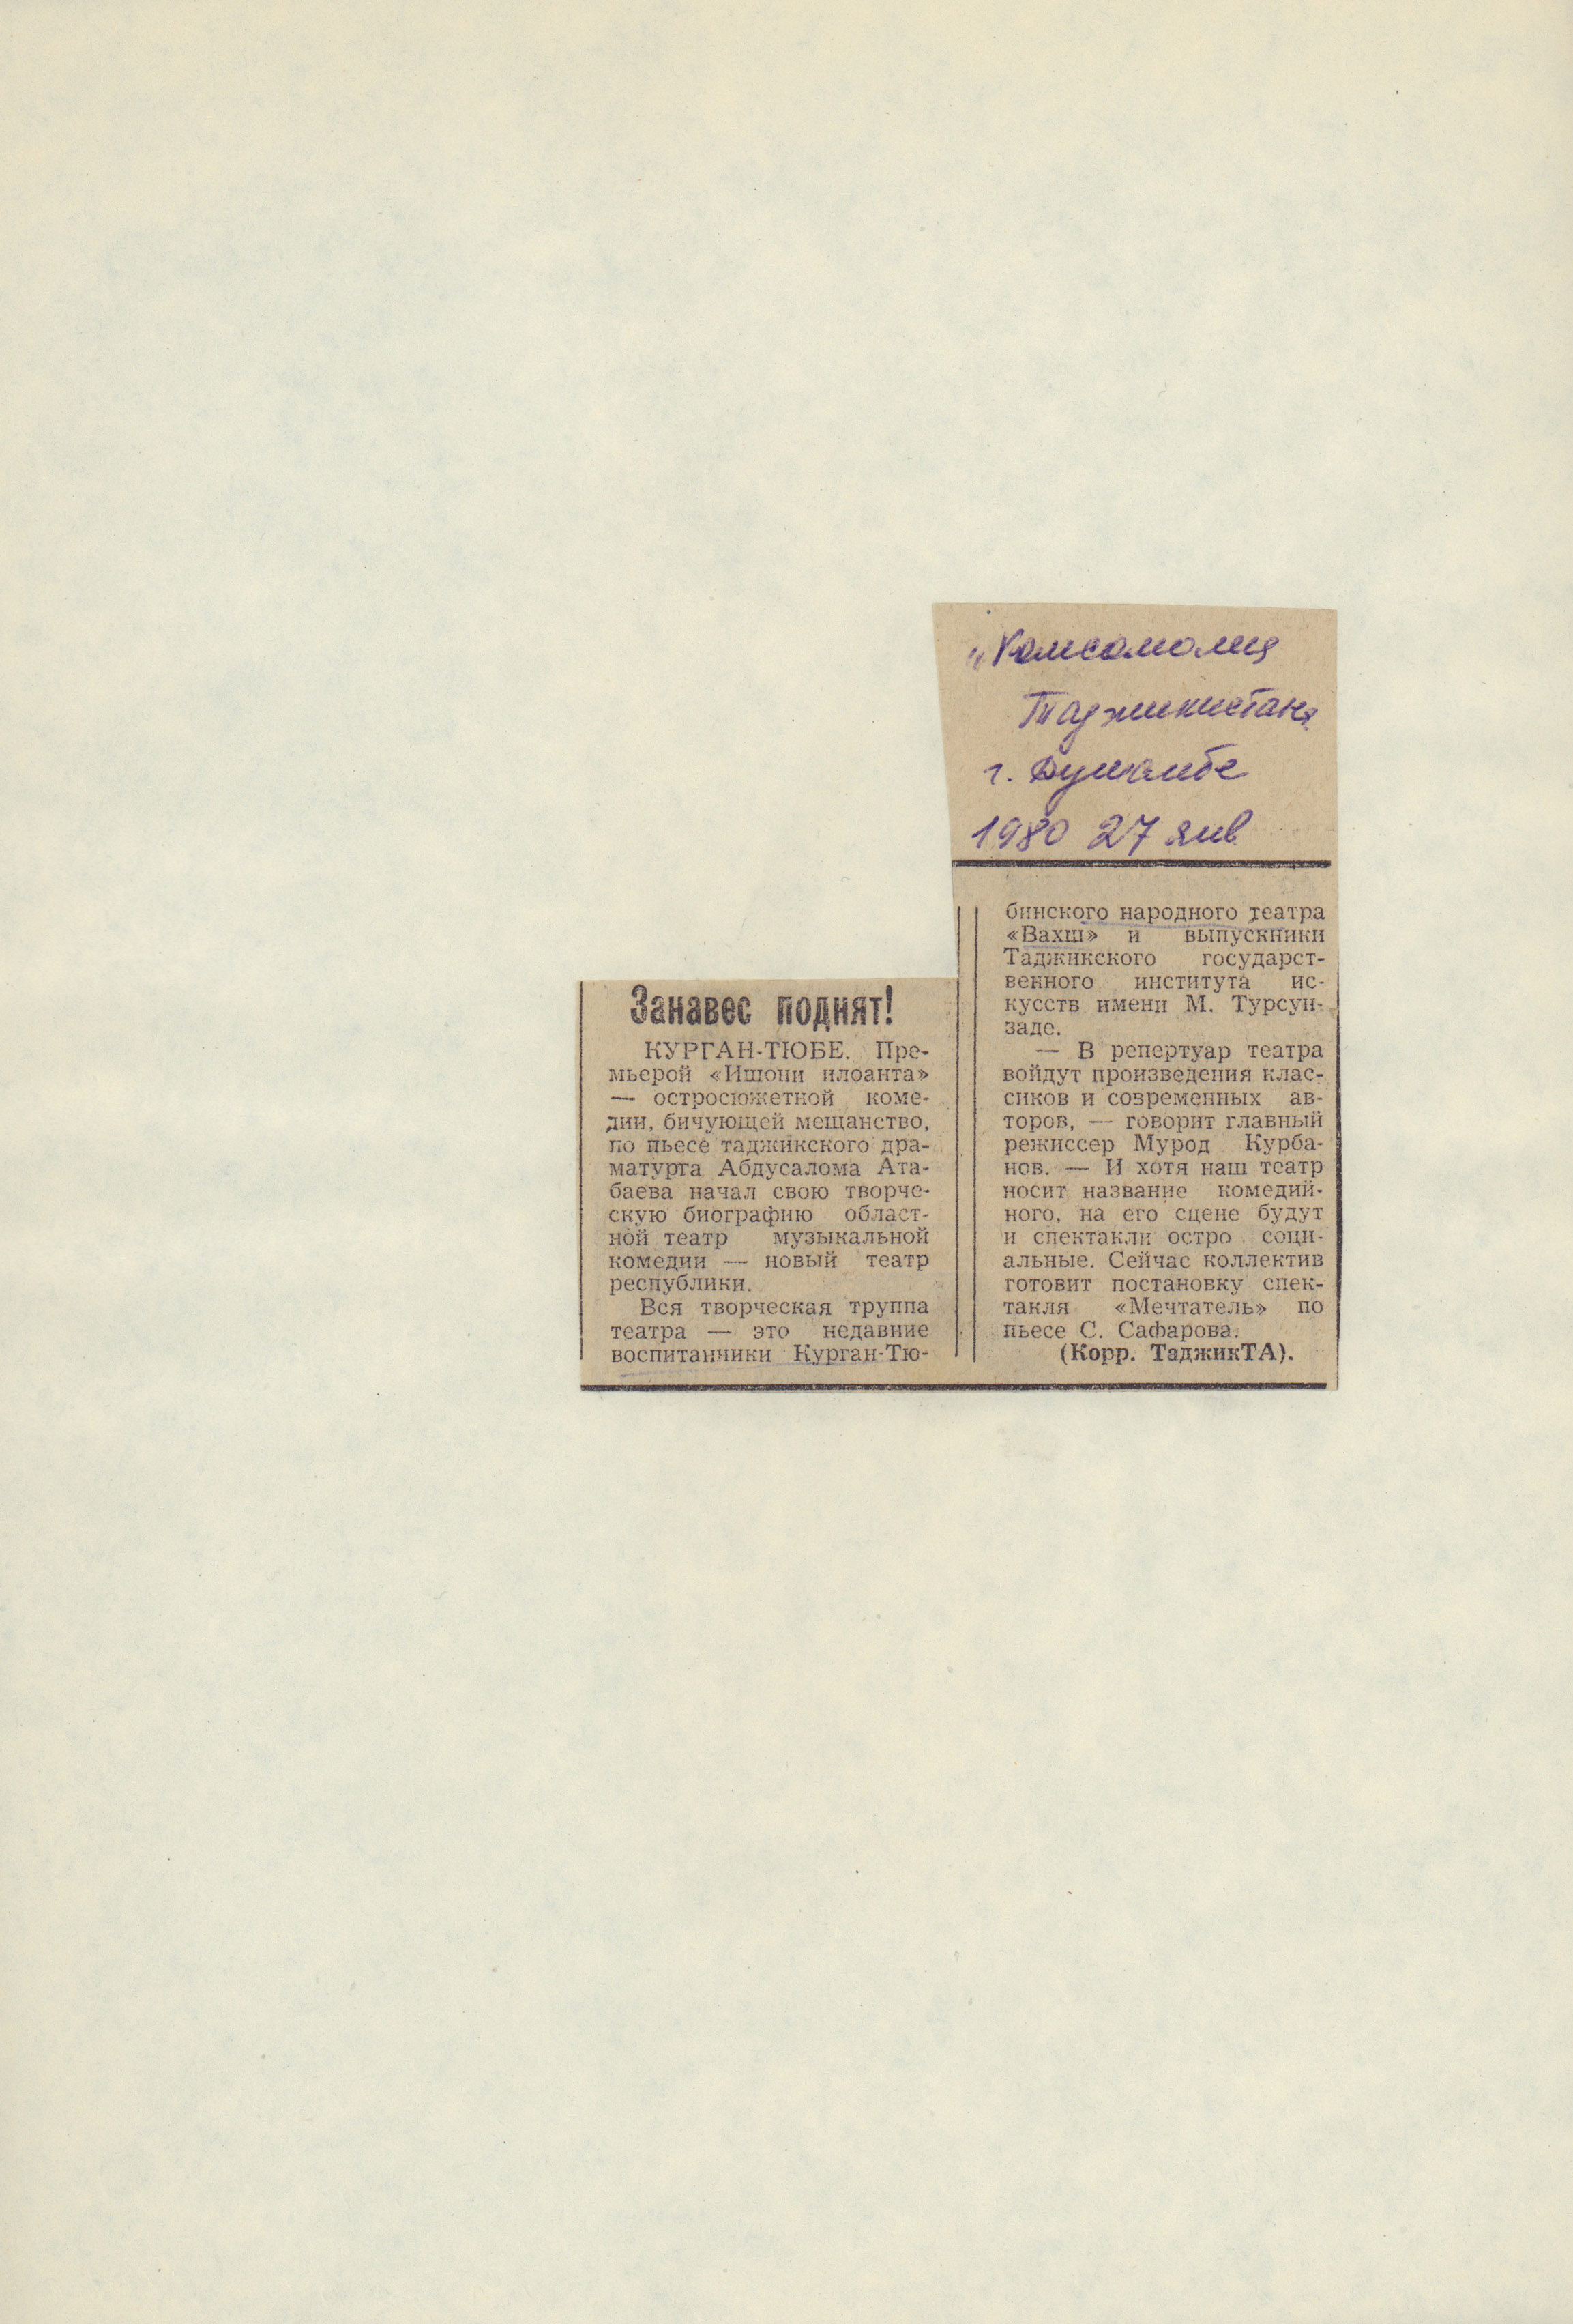 „Комсомолец
Таджикистана
г. Душанбе
1980 27 янв
Занавес поднят!
КУРГАН-ТЮБЕ. Пре-
мьерой «Ишони илоанта»
— остросюжетной коме-
дии, бичующей мещанство,
по пьесе таджикского дра-
матурга Абдусалома Ата-
баева начал свою творче-
скую биографию област-
ной театр музыкальной
комедии — новый театр
республики.
Вся творческая труппа
театра — это недавние
воспитанники Курган-Тю-
бинского народного театра
«Вахш» и выпускники
Таджикского государст-
венного института ис-
кусств имени М. Турсун-
заде.
— В репертуар театра
войдут произведения клас-
сиков и современных ав-
торов, — говорит главный
режиссер Мурод Курба-
нов. — И хотя наш театр
носит название комедий-
ного, на его сцене будут
и спектакли остро соци-
альные. Сейчас коллектив
готовит постановку спек-
такля «Мечтатель» по
пьесе С. Сафарова.
(Корр. ТаджикТА).